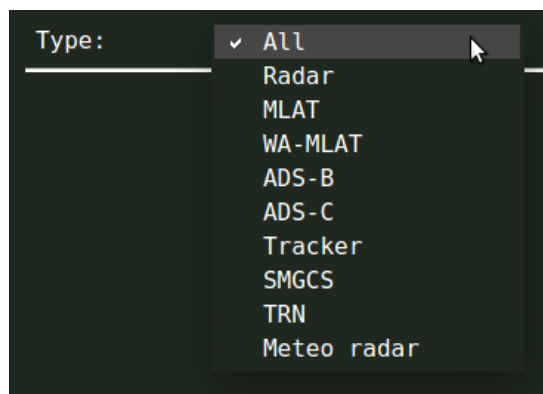 Type:
All
Radar
MLAT
WA-MLAT
ADS-B
ADS-C
Tracker
SMGCS
TRN
Meteo radar